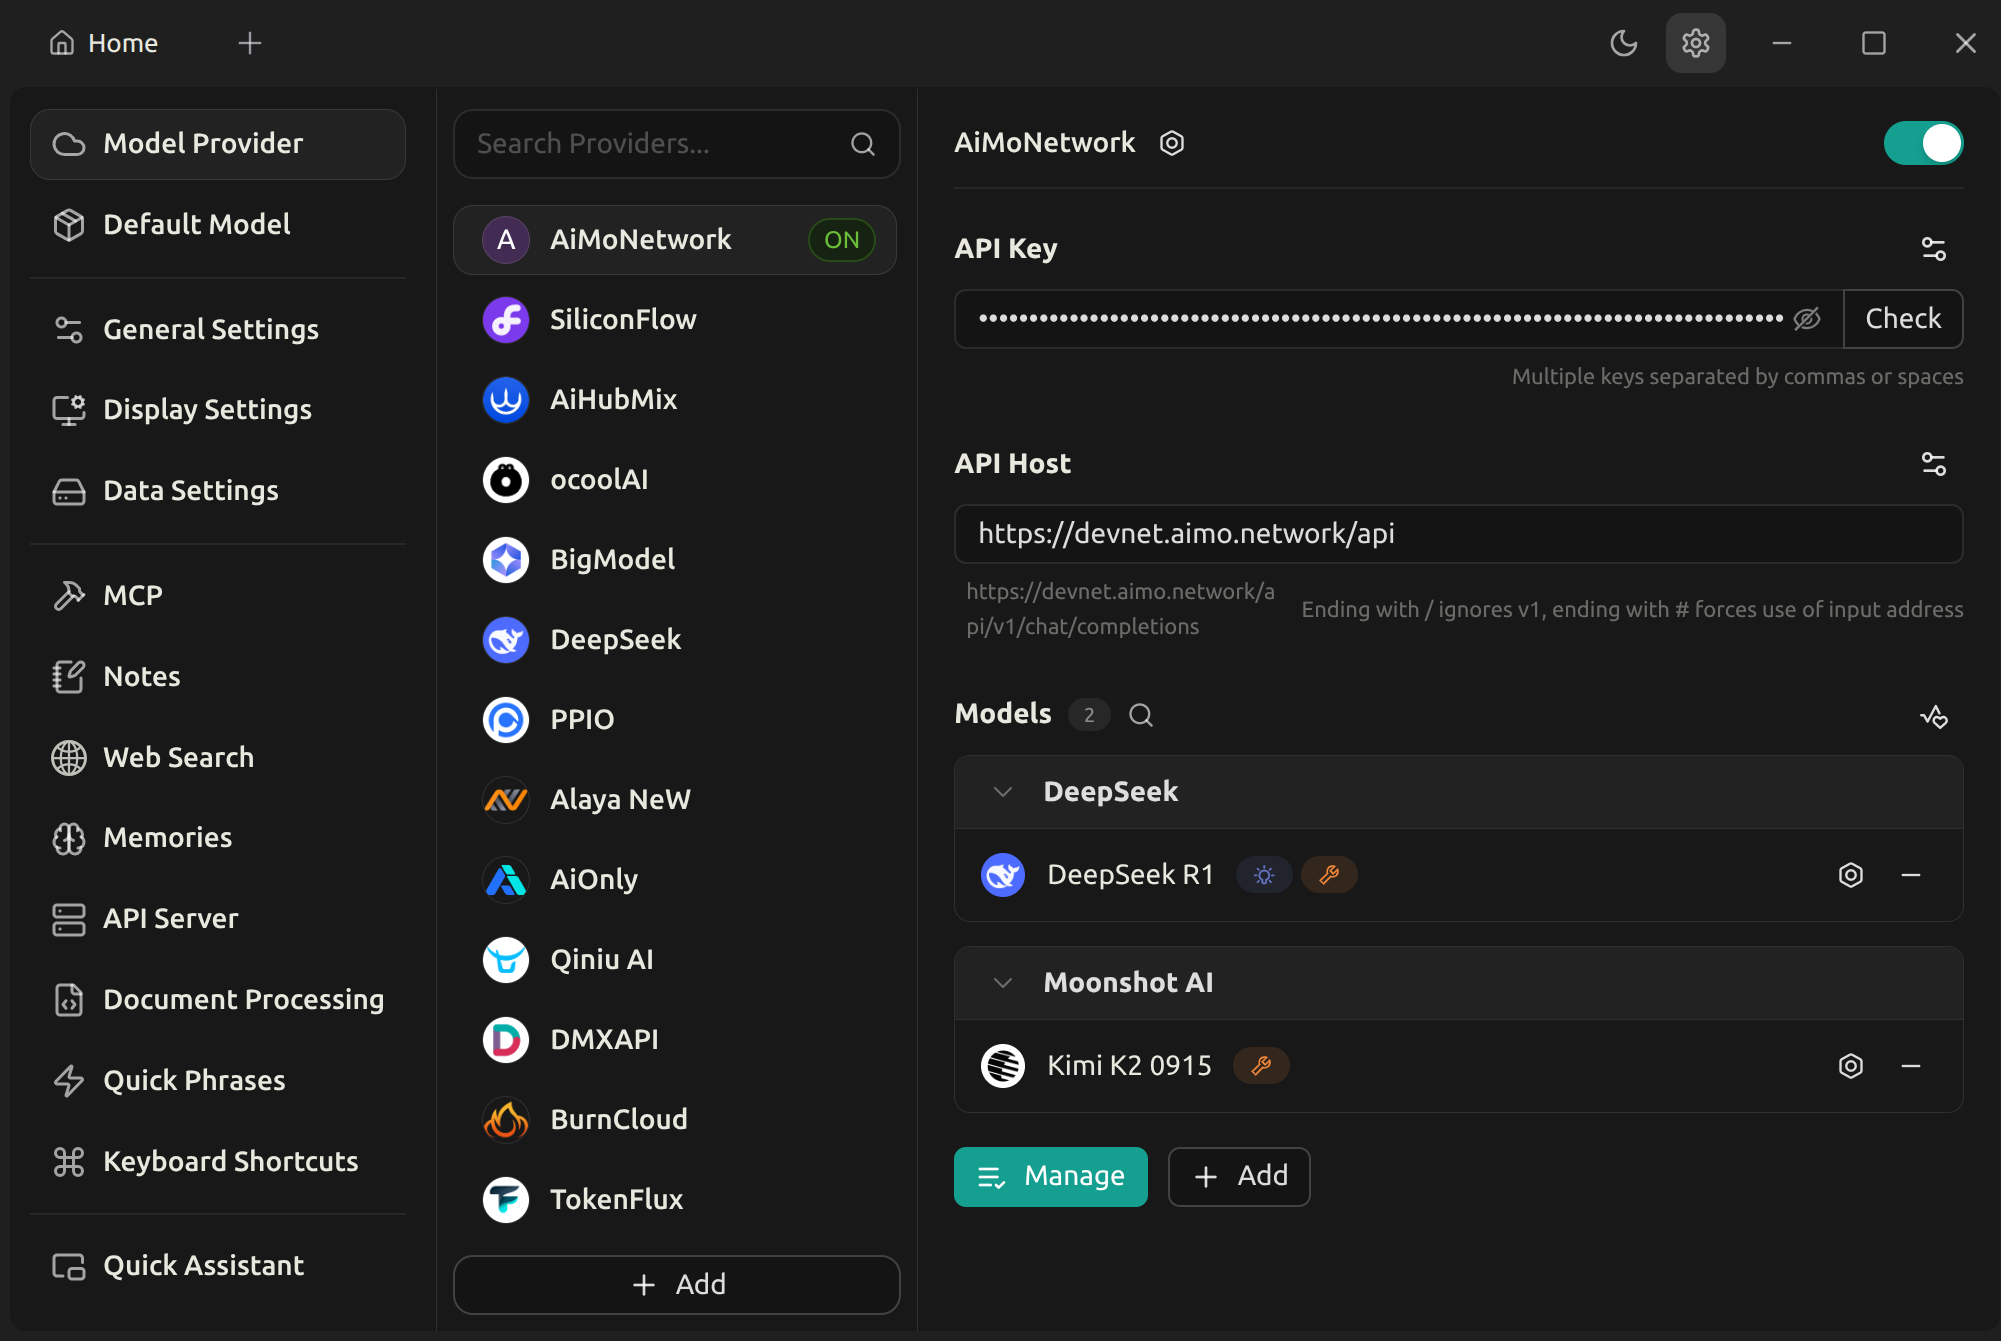 Home
Model Provider
Default Model
General Settings
Display Settings
Data Settings
MCP
Notes
Web Search
Memories
API Server
Document Processing
Quick Phrases
Keyboard Shortcuts
Quick Assistant
Search Providers...
A AiMoNetwork ON
SiliconFlow
AiHubMix
ocoolAI
BigModel
DeepSeek
PPIO
Alaya NeW
AiOnly
Qiniu AI
DMXAPI
BurnCloud
TokenFlux
Add
AiMoNetwork
API Key
Check
Multiple keys separated by commas or spaces
API Host
https://devnet.aimo.network/api
https://devnet.aimo.network/a
pi/v1/chat/completions
Ending with / ignores v1, ending with # forces use of input address
Models 2
DeepSeek
DeepSeek R1
Moonshot AI
Kimi K2 0915
Manage
Add